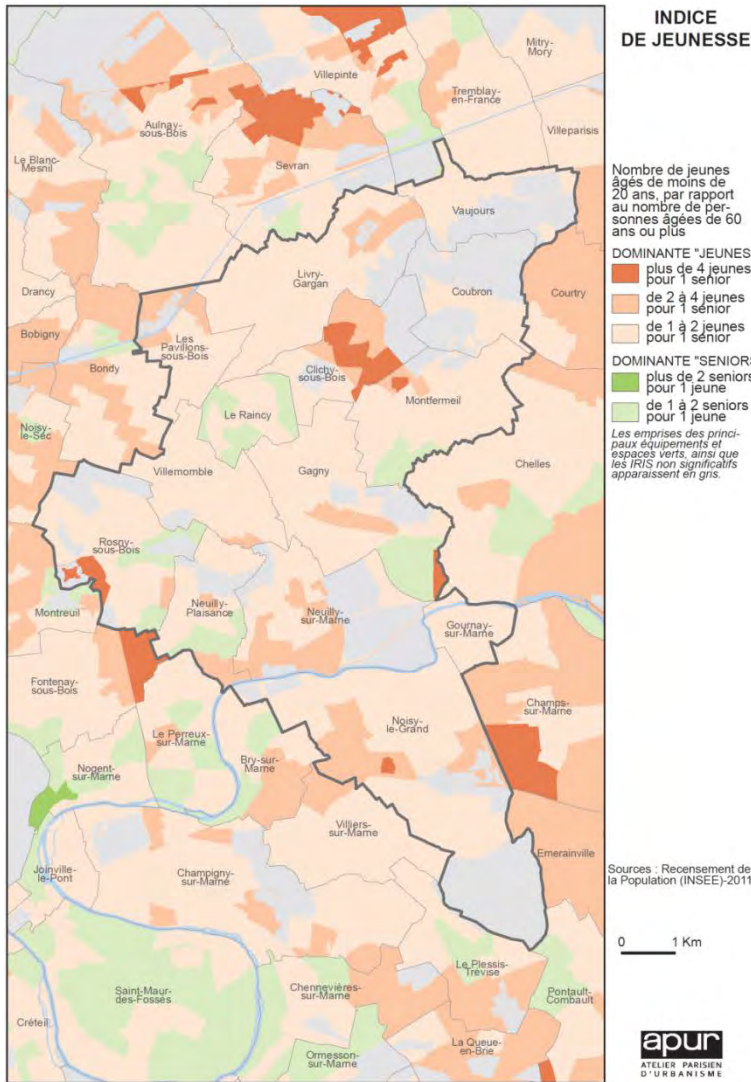 INDICE
DE JEUNESSE
Nombre de jeunes
âgés de moins de
20 ans, par rapport
au nombre de per-
sonnes âgées de 60
ans ou plus
DOMINANTE "JEUNES
plus de 4 jeunes
pour 1 senior
de 2 à 4 jeunes
pour 1 sénior
de 1 à 2 jeunes
pour 1 sénior
DOMINANTE "SENIORS
plus de 2 seniors
pour 1 jeune
de 1 à 2 seniors
pour 1 jeune
Les emprises des princi-
paux équipements et
espaces verts, ainsi que
les IRIS non significatifs
apparaissent en gris.
Mitry-
Mory
Villepinte
Tremblay-
en-France
Aulnay-
sous-Bois
Villeparisis
Le Blanc-
Mesnil
Sevran
Vaujours
Livry-
Gargan
Coubron
Courtry
Drancy
Bobigny
Les
Pavillons-
sous-Bois
Bondy
Clichy-
sous-Bois
Montfermeil
Le Raincy
Noisy-
le-Sec
Villemomble
Gagny
Chelles
Rosny-
sous-Bois
Montreuil
Neuilly-
Plaisance
Neuilly-
sur-Marne
Gournay-
sur-Marne
Fontenay-
sous-Bois
Champs-
sur-Marne
Le Perreux-
sur-Marne
Noisy-
le-Grand
Bry-sur-
Marne
Nogent-
sur-Marne
Villiers-
sur-Marne
Emerainville
Joinville-
le-Pont
Champigny-
sur-Marne
Le Plessis-
Trévise
Saint-Maur-
des-Fossés
Chennevières-
sur-Marne
Pontault-
Combault
Créteil
La Queue-
en-Brie
Ormesson-
sur-Marne
Sources : Recensement de
la Population (INSEE)-2011
0 1 Km
apur
ATELIER PARISIEN
D'URBANISME